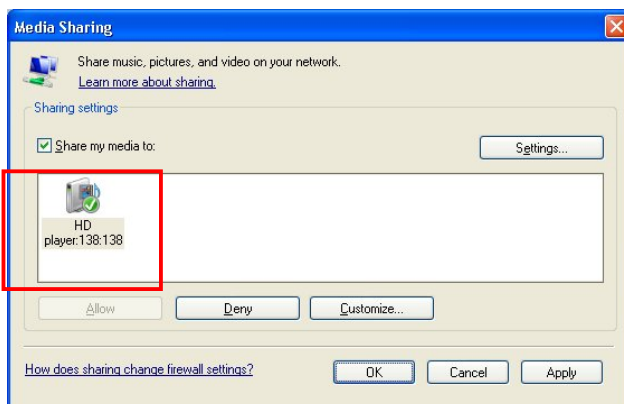 Media Sharing
Share music, pictures, and video on your network.
Learn more about sharing.
Sharing settings
Share my media to:
Settings...
HD
player:138:138
Allow
Deny
Customize...
How does sharing change firewall settings?
OK
Cancel
Apply